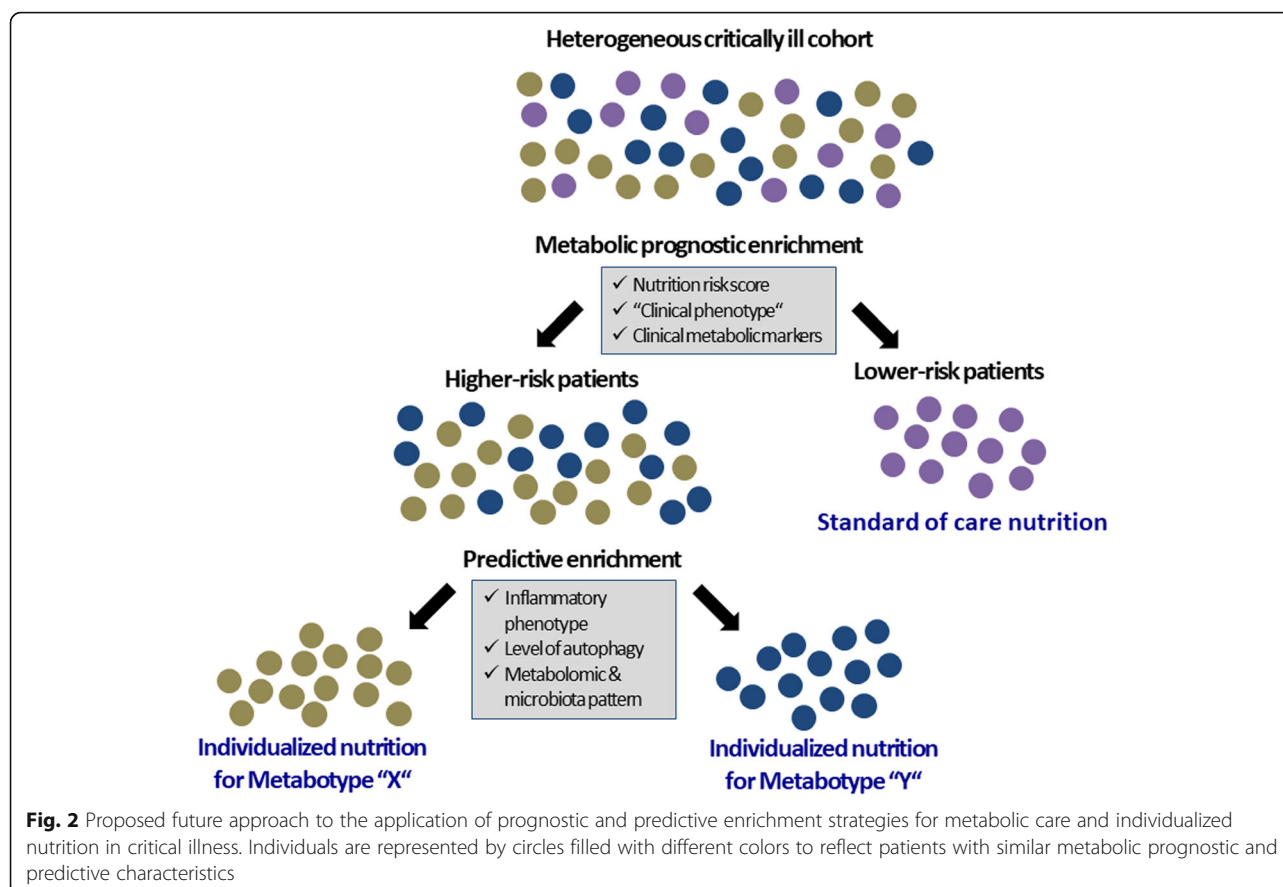 Heterogeneous critically ill cohort
Metabolic prognostic enrichment
✓ Nutrition risk score
✓ "Clinical phenotype"
✓ Clinical metabolic markers
Higher-risk patients
Lower-risk patients
Standard of care nutrition
Predictive enrichment
✓ Inflammatory
phenotype
✓ Level of autophagy
✓ Metabolomic &
microbiota pattern
Individualized nutrition
for Metabotype "X"
Individualized nutrition
for Metabotype "Y"
Fig. 2 Proposed future approach to the application of prognostic and predictive enrichment strategies for metabolic care and individualized
nutrition in critical illness. Individuals are represented by circles filled with different colors to reflect patients with similar metabolic prognostic and
predictive characteristics